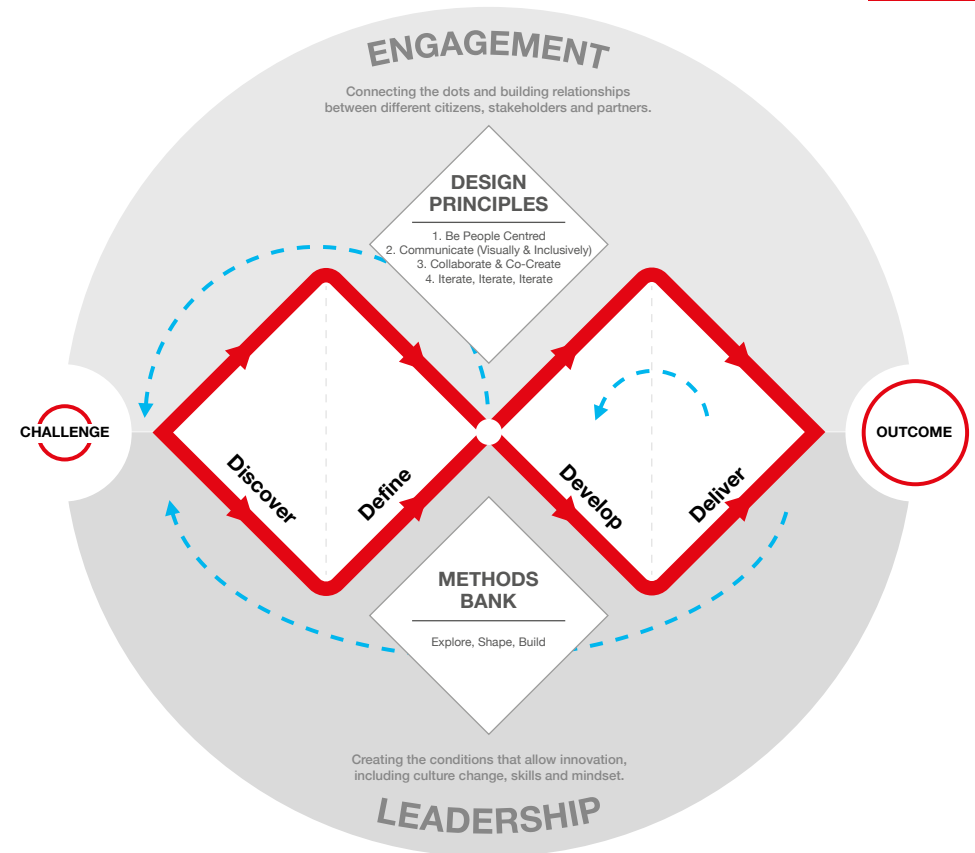 ENGAGEMENT
Connecting the dots and building relationships
between different citizens, stakeholders and partners.
DESIGN
PRINCIPLES
1. Be People Centred
2. Communicate (Visually & Inclusively)
3. Collaborate & Co-Create
4. Iterate, Iterate, Iterate
CHALLENGE
Discover
Define
Develop
Deliver
OUTCOME
METHODS
BANK
Explore, Shape, Build
Creating the conditions that allow innovation,
including culture change, skills and mindset.
LEADERSHIP